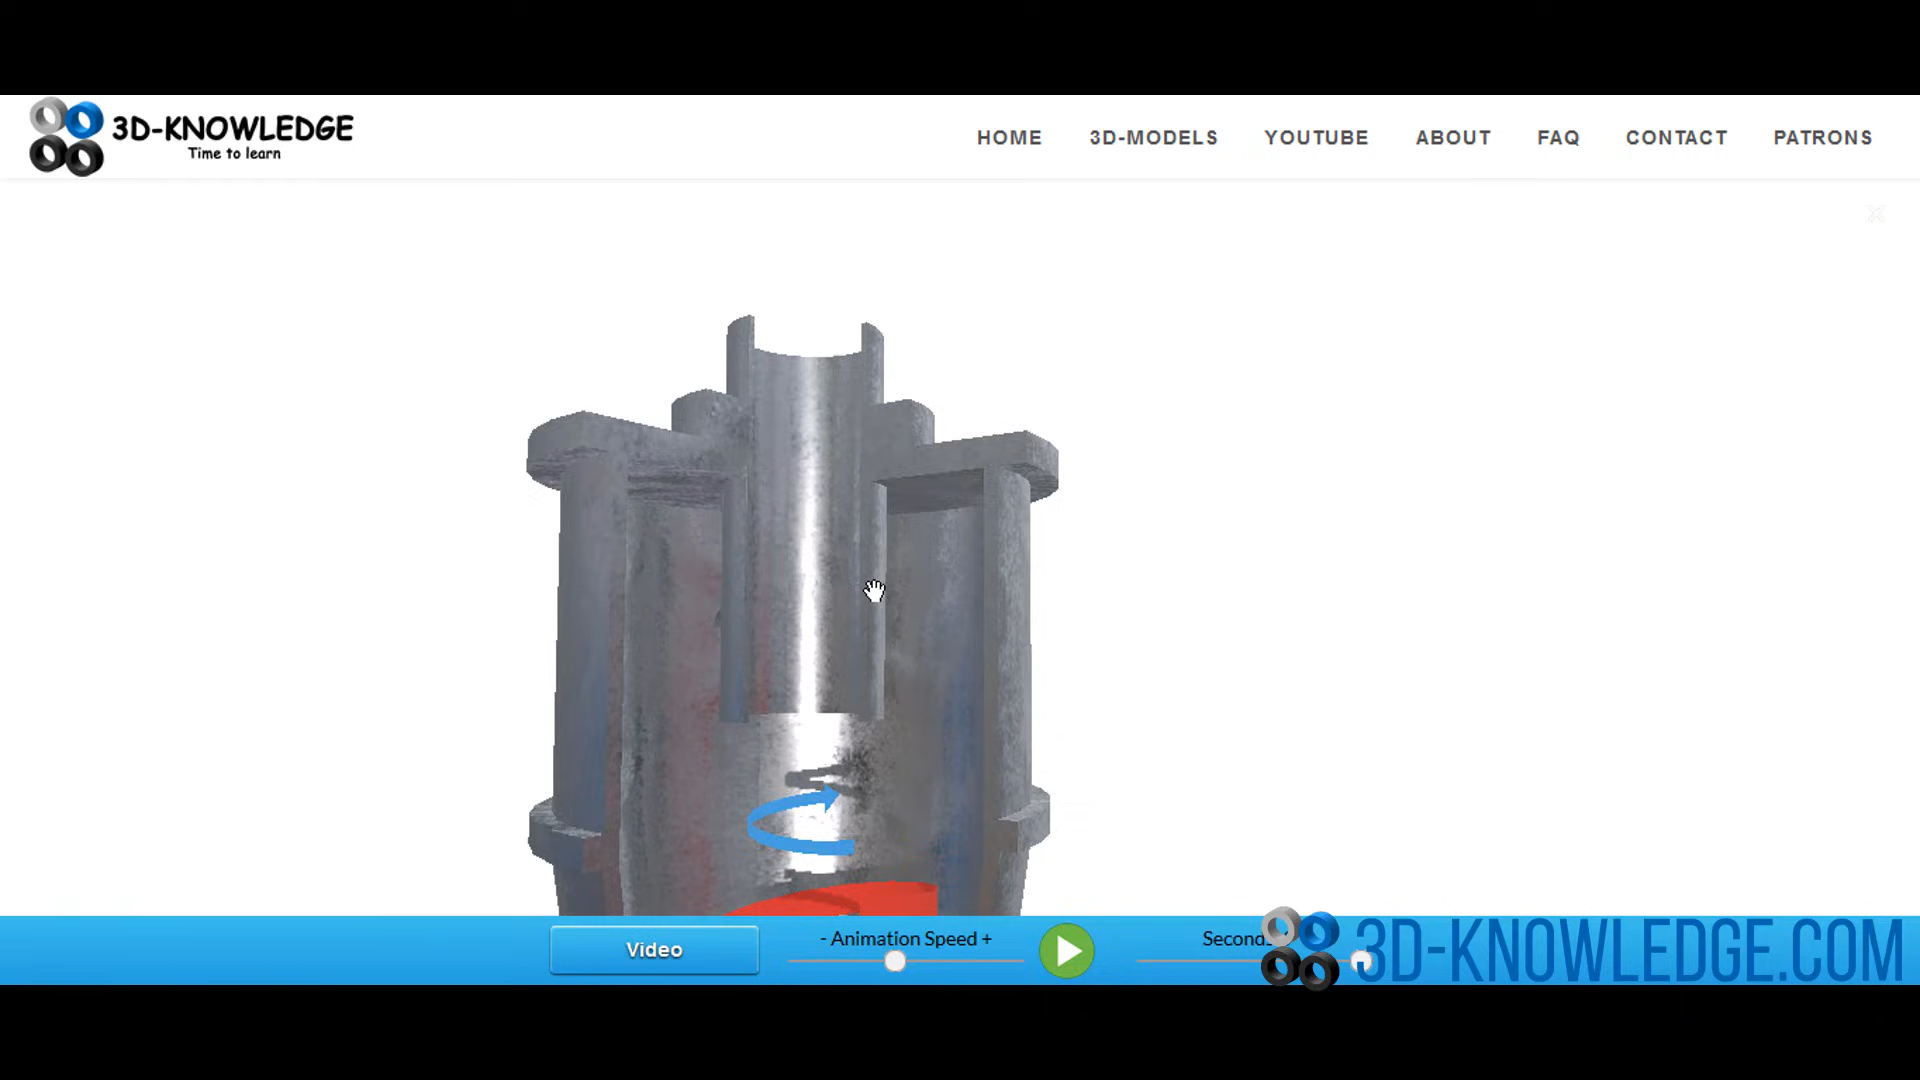 3D-KNOWLEDGE
Time to learn
HOME 3D-MODELS YOUTUBE ABOUT FAQ CONTACT PATRONS
Video
- Animation Speed +
Seconds
3D-KNOWLEDGE.COM